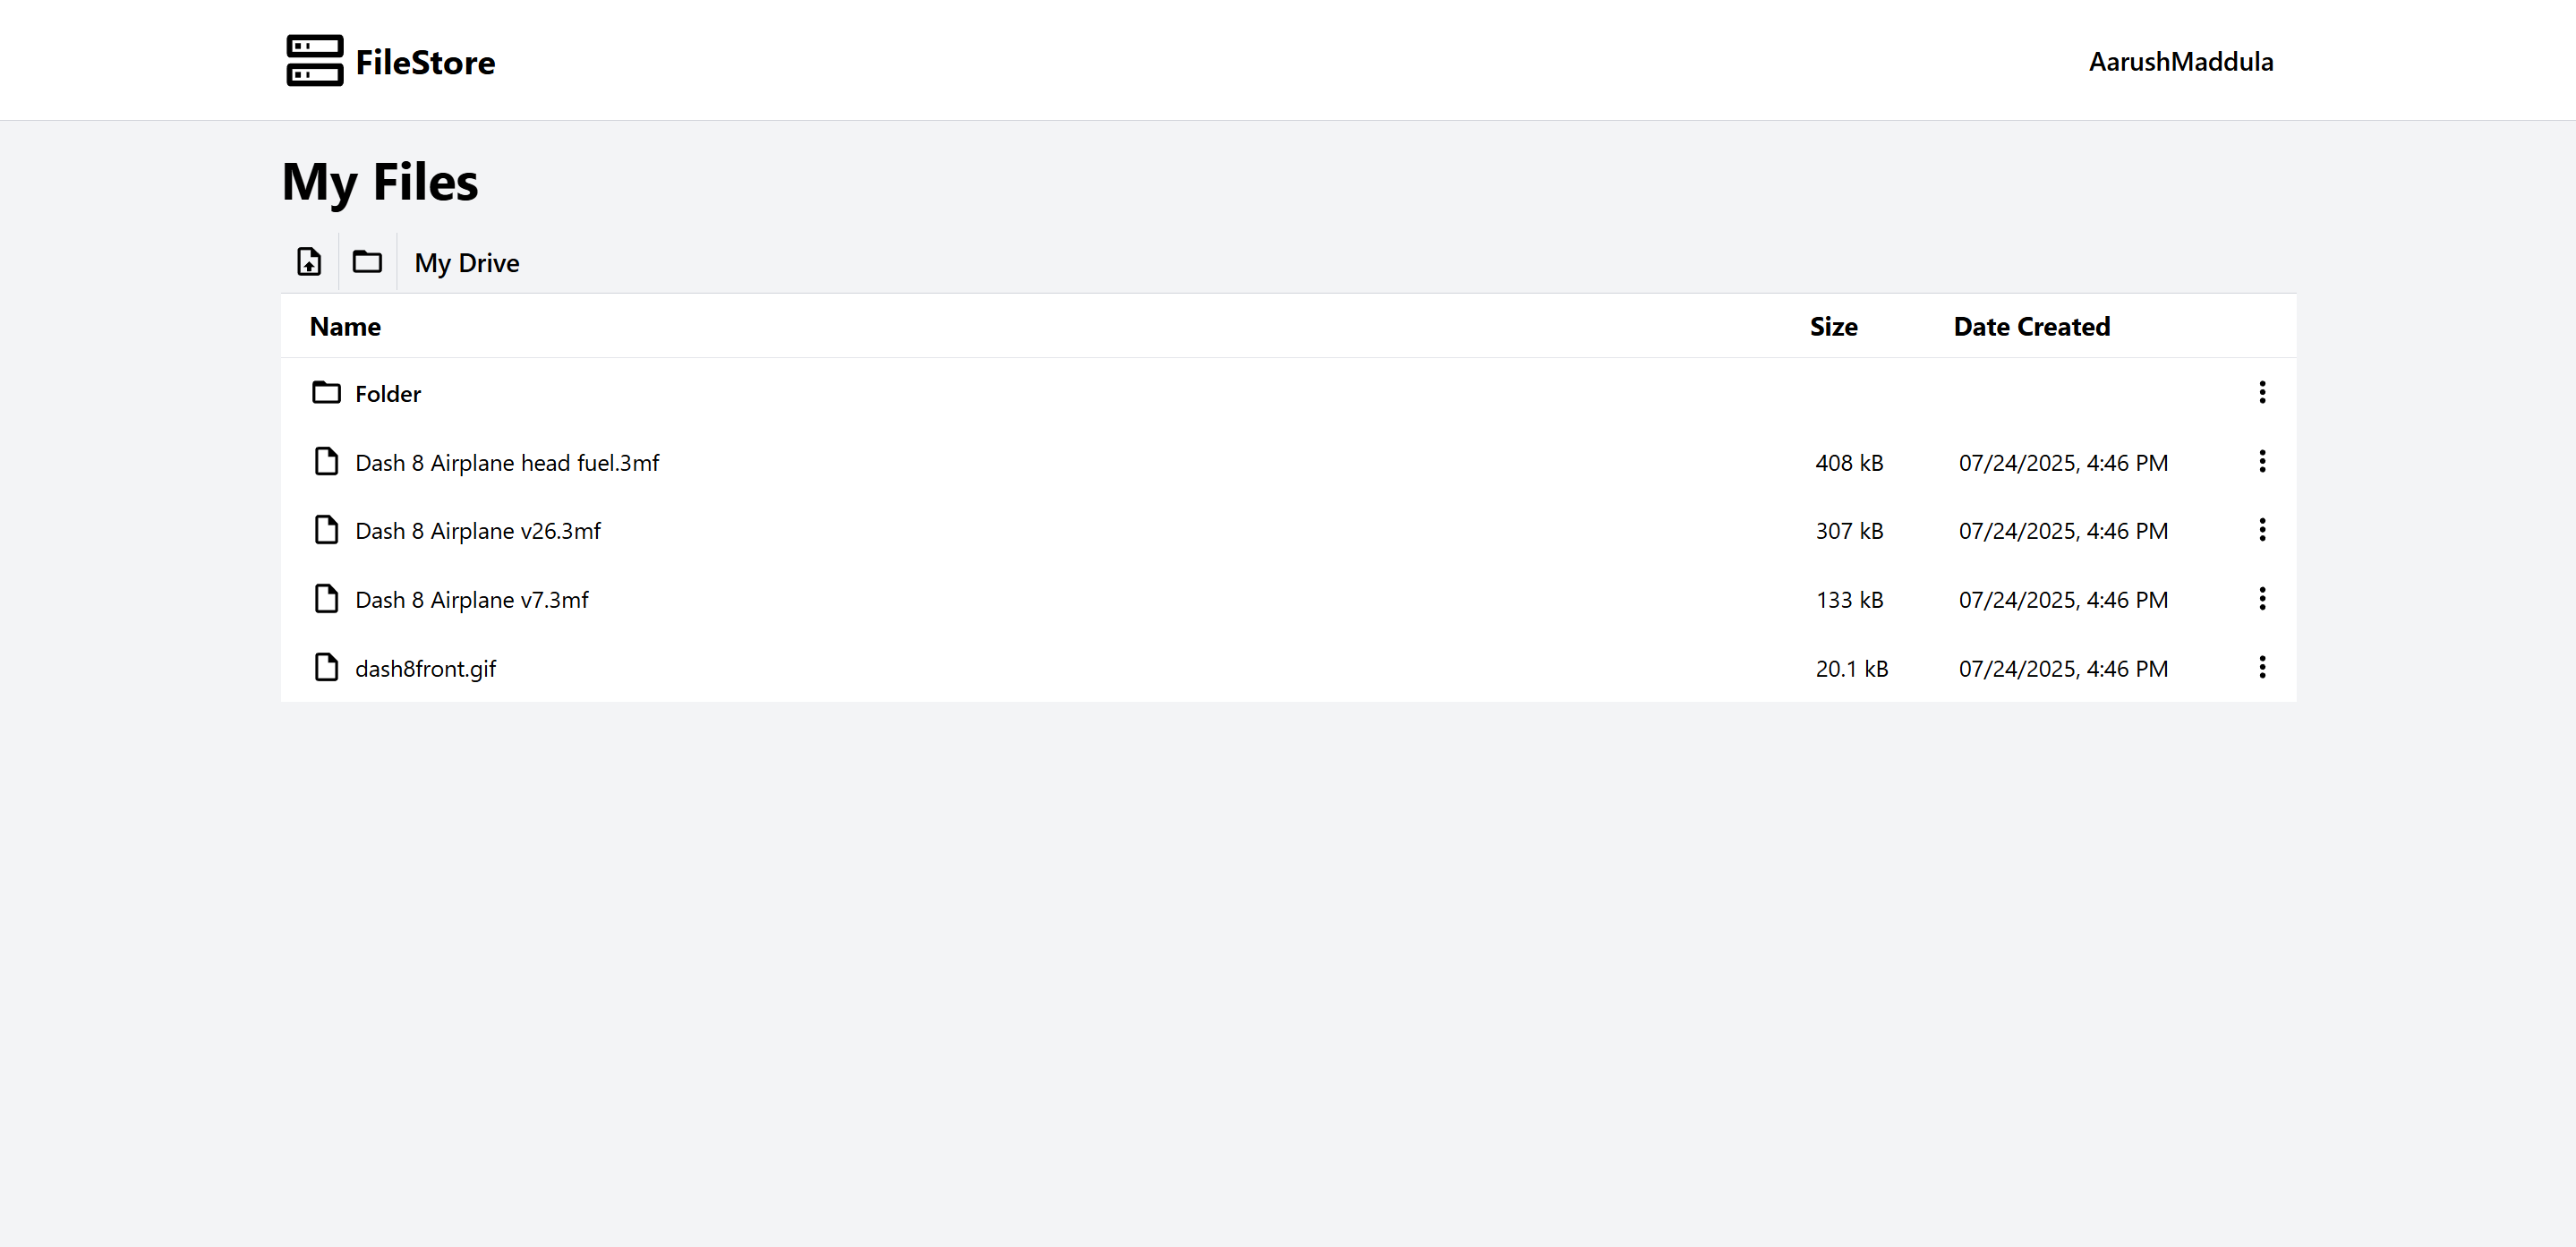 FileStore
AarushMaddula
My Files
My Drive
Name Size Date Created
Folder
Dash 8 Airplane head fuel.3mf 408 kB 07/24/2025, 4:46 PM
Dash 8 Airplane v26.3mf 307 kB 07/24/2025, 4:46 PM
Dash 8 Airplane v7.3mf 133 kB 07/24/2025, 4:46 PM
dash8front.gif 20.1 kB 07/24/2025, 4:46 PM